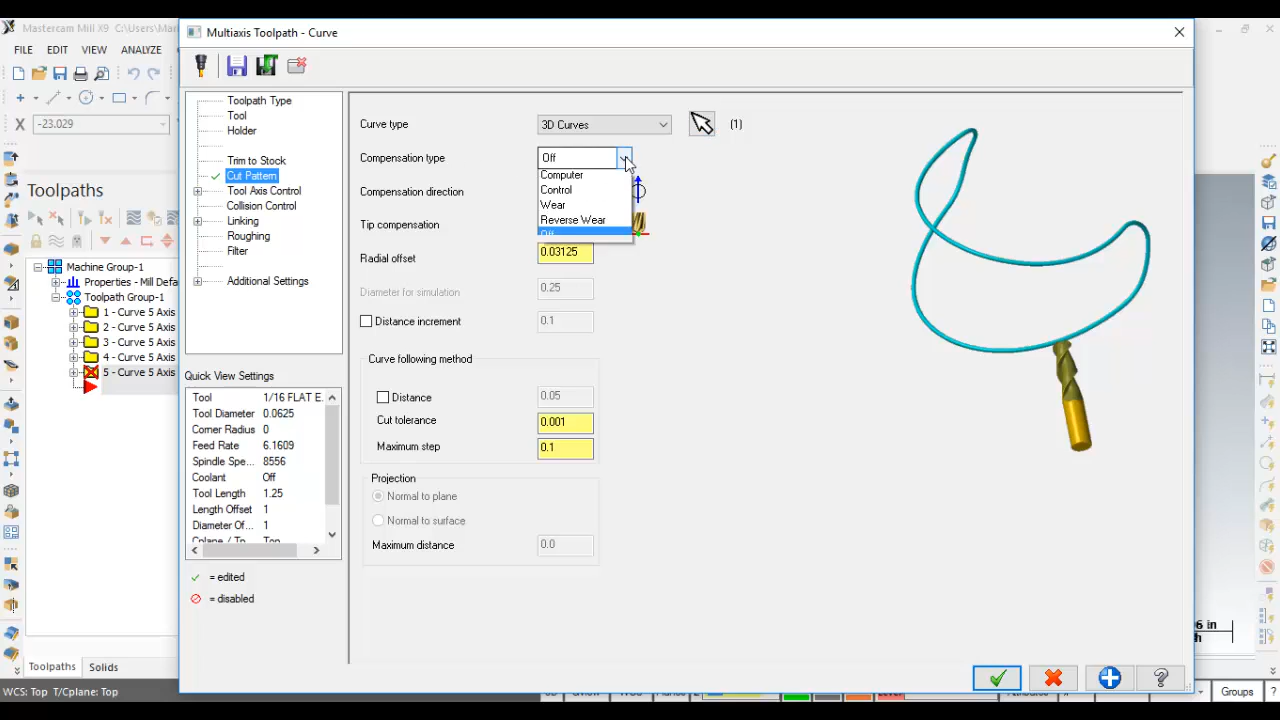 Mastercam Mill X9 C:\Users\Mar
Multiaxis Toolpath - Curve
FILE EDIT VIEW ANALYZE
X -23.029
Toolpaths
Machine Group-1
Properties - Mill Defa
Toolpath Group-1
1 - Curve 5 Axis
2 - Curve 5 Axis
3 - Curve 5 Axis
4 - Curve 5 Axis
5 - Curve 5 Axis
Toolpaths Solids
WCS: Top T/Cplane: Top
Toolpath Type
Tool
Holder
Trim to Stock
Cut Pattern
Tool Axis Control
Collision Control
Linking
Roughing
Filter
Additional Settings
Quick View Settings
Tool 1/16 FLAT E.
Tool Diameter 0.0625
Corner Radius 0
Feed Rate 6.1609
Spindle Spe... 8556
Coolant Off
Tool Length 1.25
Length Offset 1
Diameter Of... 1
Cplane / Tp... Top
= edited
= disabled
Curve type 3D Curves (1)
Compensation type Off
Computer
Control
Wear
Reverse Wear
Off
Compensation direction
Tip compensation
Radial offset 0.03125
Diameter for simulation 0.25
Distance increment 0.1
Curve following method
Distance 0.05
Cut tolerance 0.001
Maximum step 0.1
Projection
Normal to plane
Normal to surface
Maximum distance 0.0
in
Groups ?